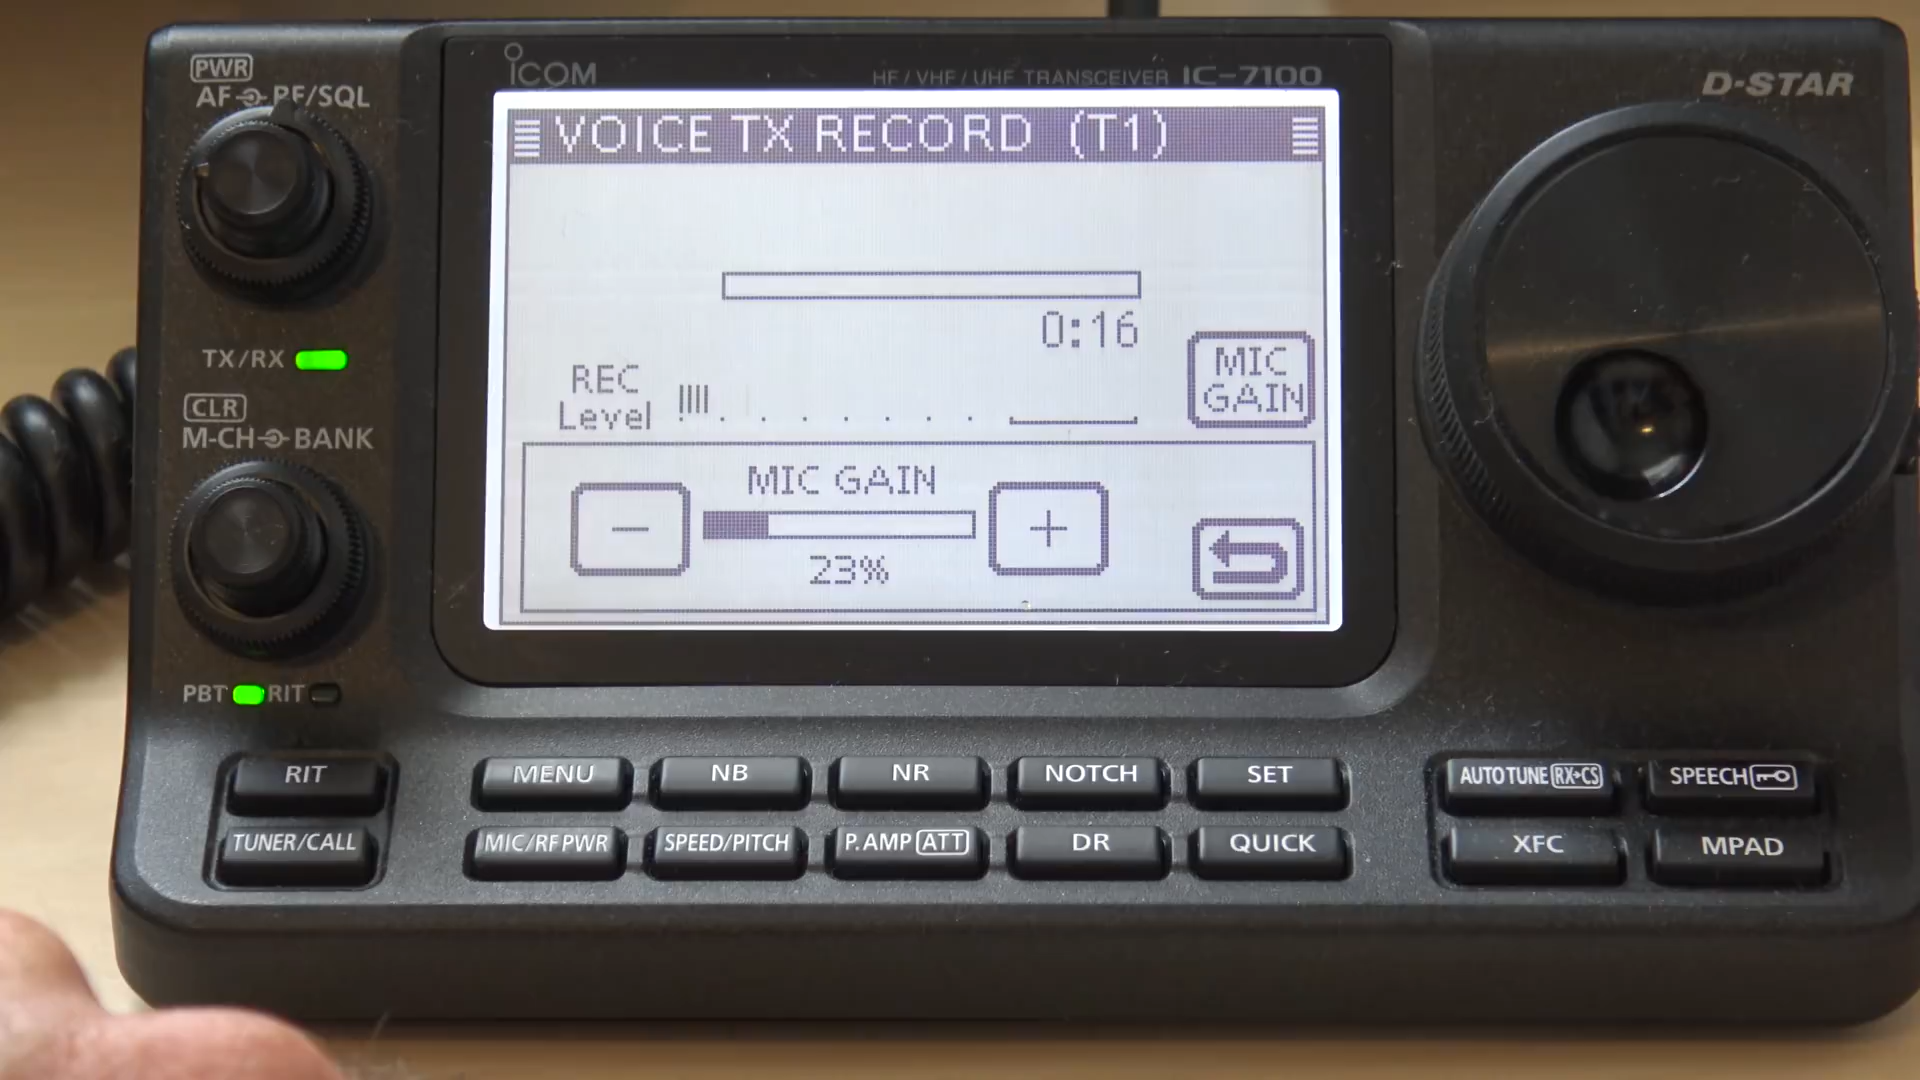 PWR
AF RF/SQL
ICOM
HF/VHF/UHF TRANSCEIVER IC-7100
D-STAR
VOICE TX RECORD (T1)
0:16
REC
Level
MIC
GAIN
MIC GAIN
-
+
23%
TX/RX
CLR
M-CH BANK
PBT RIT
RIT
TUNER/CALL
MENU
NB
NR
NOTCH
SET
MIC/RF PWR
SPEED/PITCH
P.AMP ATT
DR
QUICK
AUTO TUNE RX→CS
SPEECH
XFC
MPAD